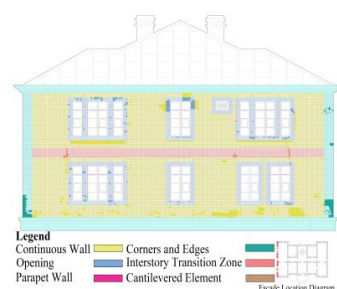 Legend
Continuous Wall Corners and Edges
Opening Interstory Transition Zone
Parapet Wall Cantilevered Element
Facade Location Diagram